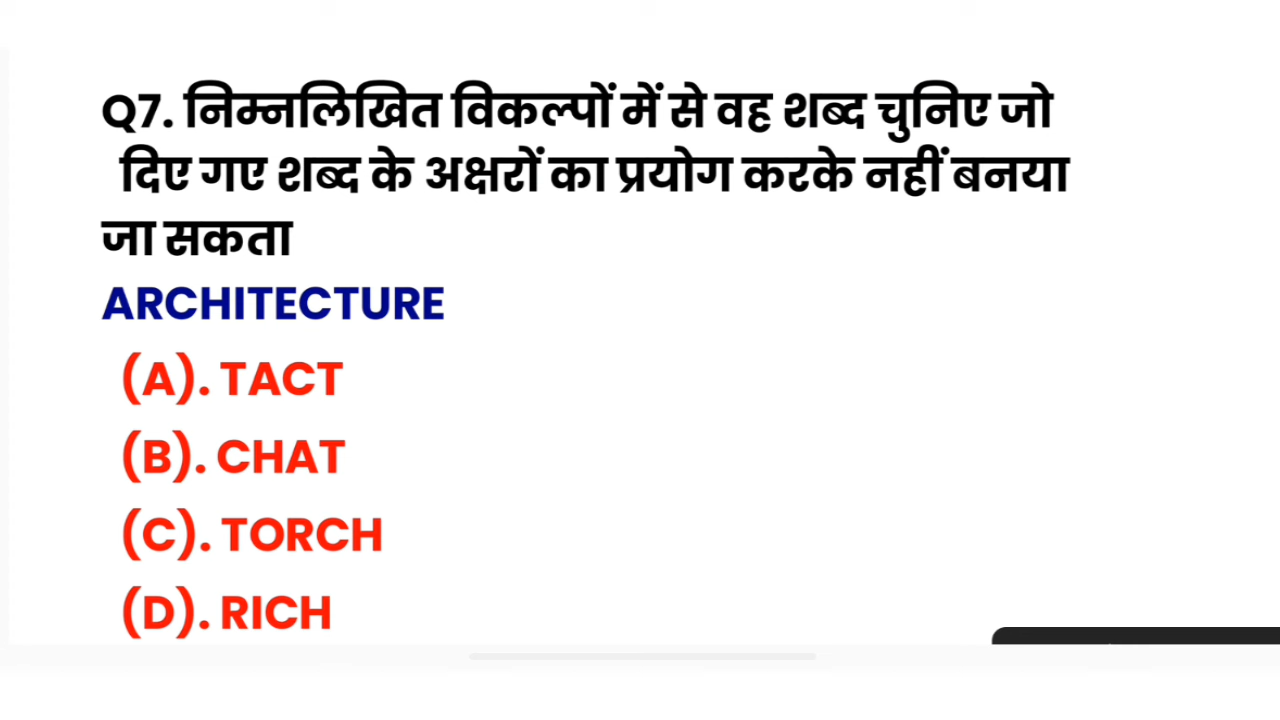 Q7. निम्नलिखित विकल्पों में से वह शब्द चुनिए जो
दिए गए शब्द के अक्षरों का प्रयोग करके नहीं बनया
जा सकता
ARCHITECTURE
(A). TACT
(B). CHAT
(C). TORCH
(D). RICH